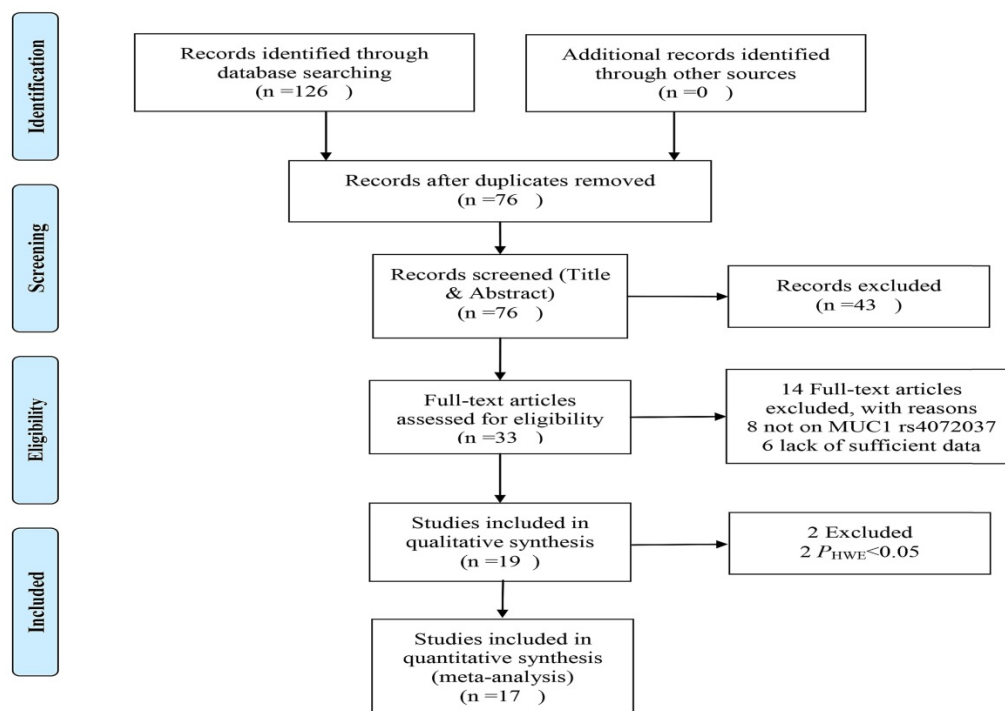 Identification
Records identified through
database searching
(n =126 )
Additional records identified
through other sources
(n =0 )
Records after duplicates removed
(n =76 )
Screening
Records screened (Title
& Abstract)
(n =76 )
Records excluded
(n =43 )
Eligibility
Full-text articles
assessed for eligibility
(n =33 )
14 Full-text articles
excluded, with reasons
8 not on MUC1 rs4072037
6 lack of sufficient data
Included
Studies included in
qualitative synthesis
(n =19 )
2 Excluded
2 PHWE<0.05
Studies included in
quantitative synthesis
(meta-analysis)
(n =17 )